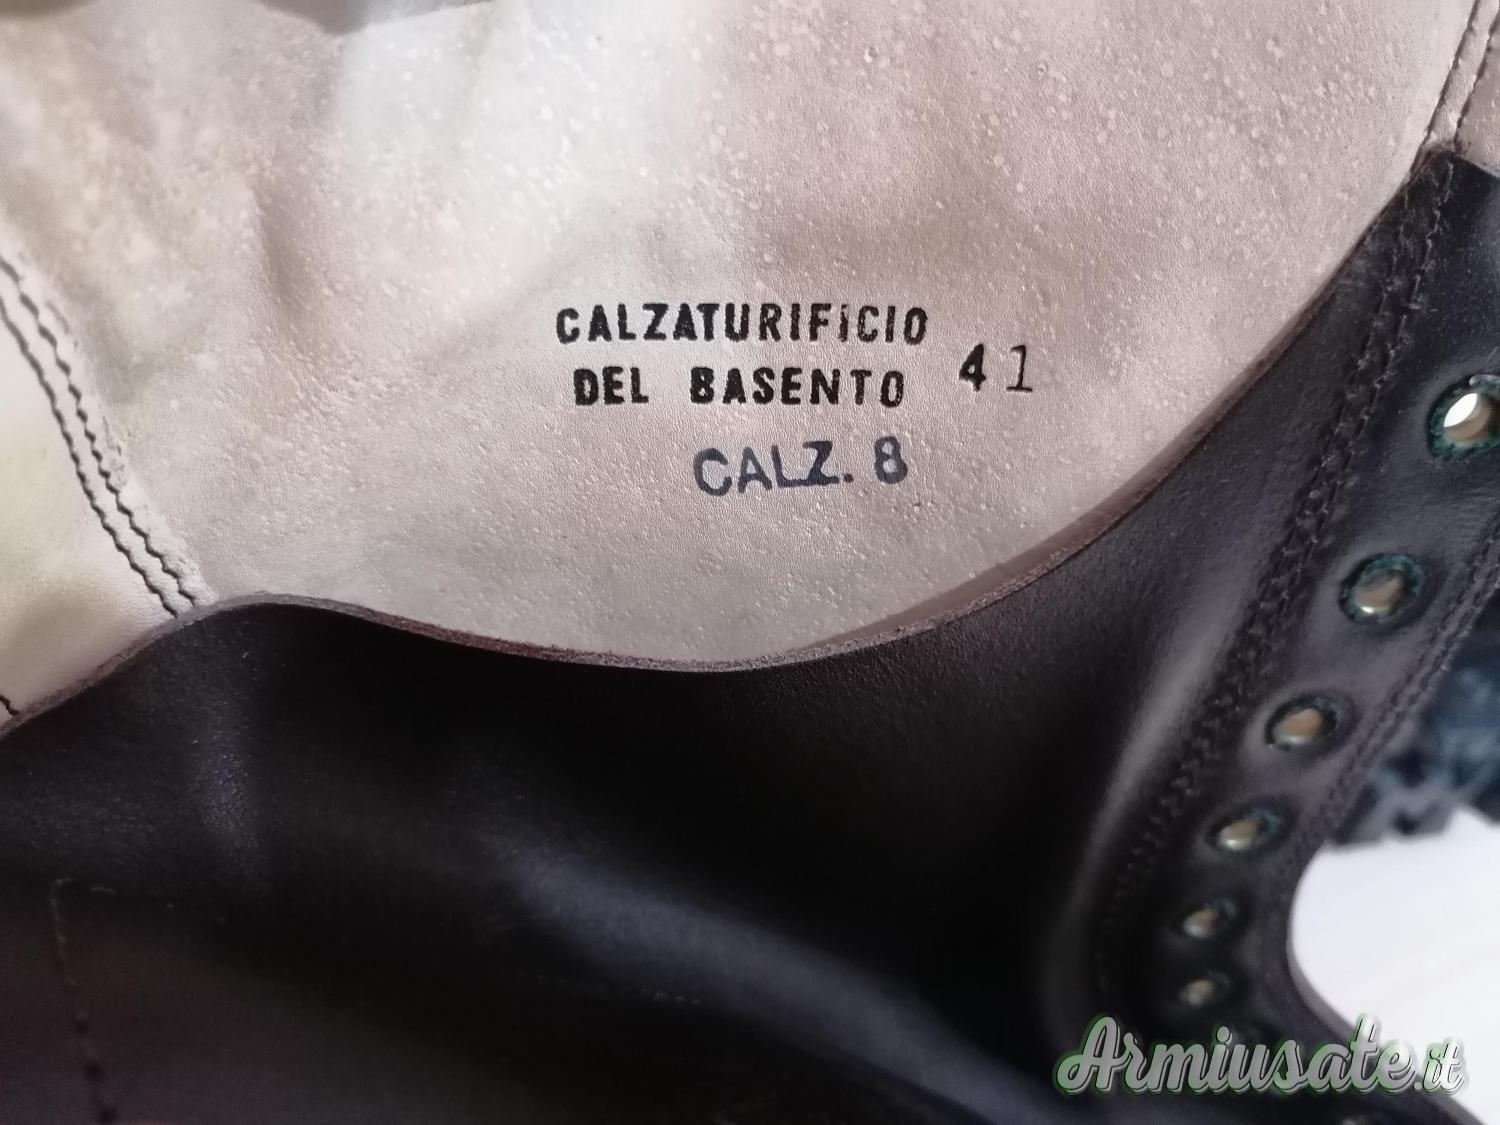 CALZATURIFICIO
DEL BASENTO 41
CALZ. 8
Armiusate.it